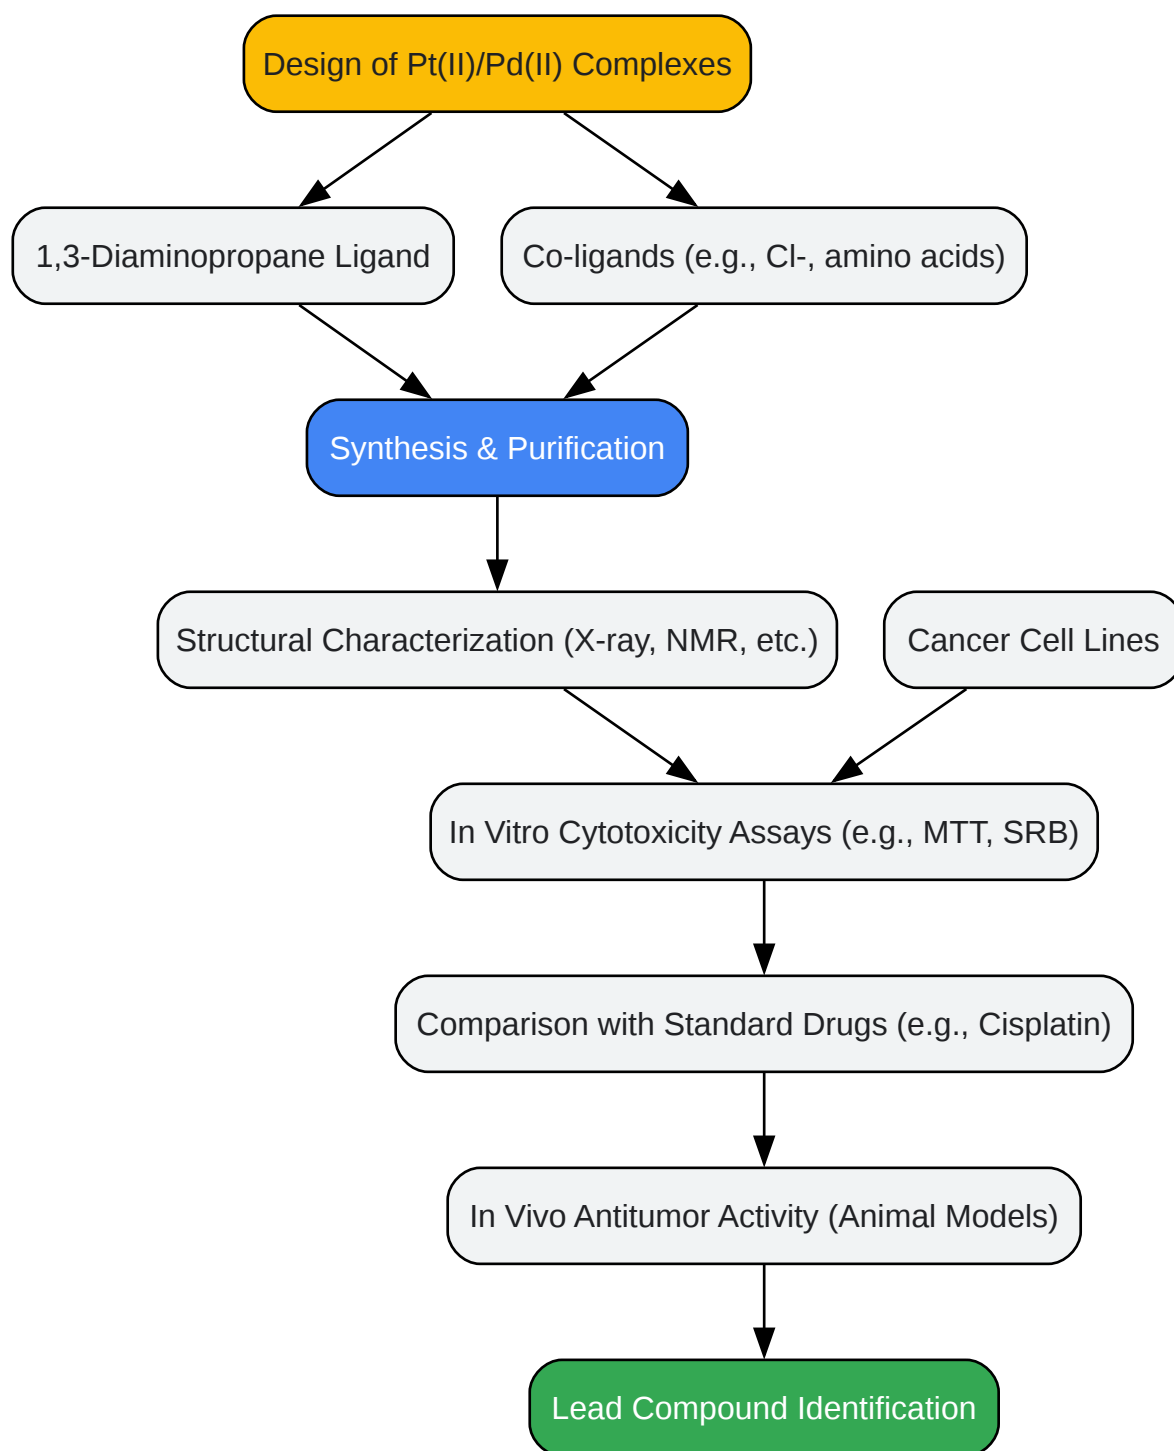 Design of Pt(II)/Pd(II) Complexes
1,3-Diaminopropane Ligand
Co-ligands (e.g., Cl-, amino acids)
Synthesis & Purification
Structural Characterization (X-ray, NMR, etc.)
Cancer Cell Lines
In Vitro Cytotoxicity Assays (e.g., MTT, SRB)
Comparison with Standard Drugs (e.g., Cisplatin)
In Vivo Antitumor Activity (Animal Models)
Lead Compound Identification